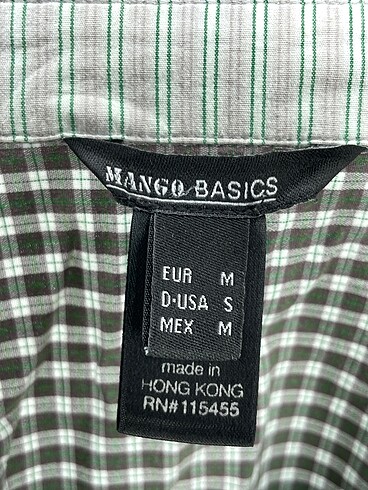 MANGO BASICS
EUR M
D-USA S
MEX M
made in
HONG KONG
RN#115455